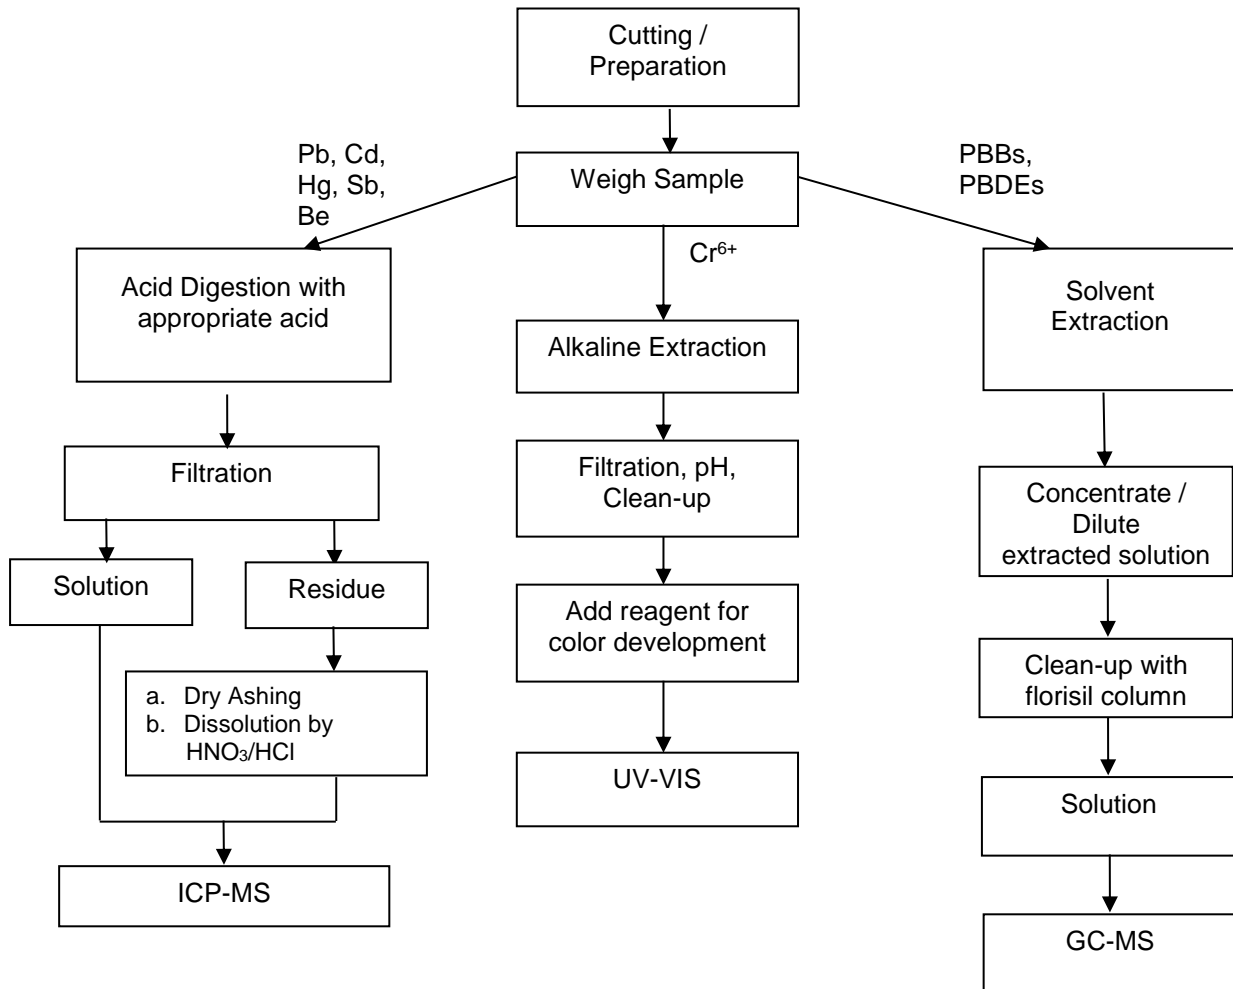 Cutting /
Preparation
Pb, Cd,
Hg, Sb,
Be
Weigh Sample
PBBs,
PBDEs
Cr⁶⁺
Acid Digestion with
appropriate acid
Alkaline Extraction
Solvent
Extraction
Filtration
Filtration, pH,
Clean-up
Concentrate /
Dilute
extracted solution
Solution
Residue
Add reagent for
color development
a. Dry Ashing
b. Dissolution by
HNO₃/HCl
Clean-up with
florisil column
UV-VIS
Solution
ICP-MS
GC-MS